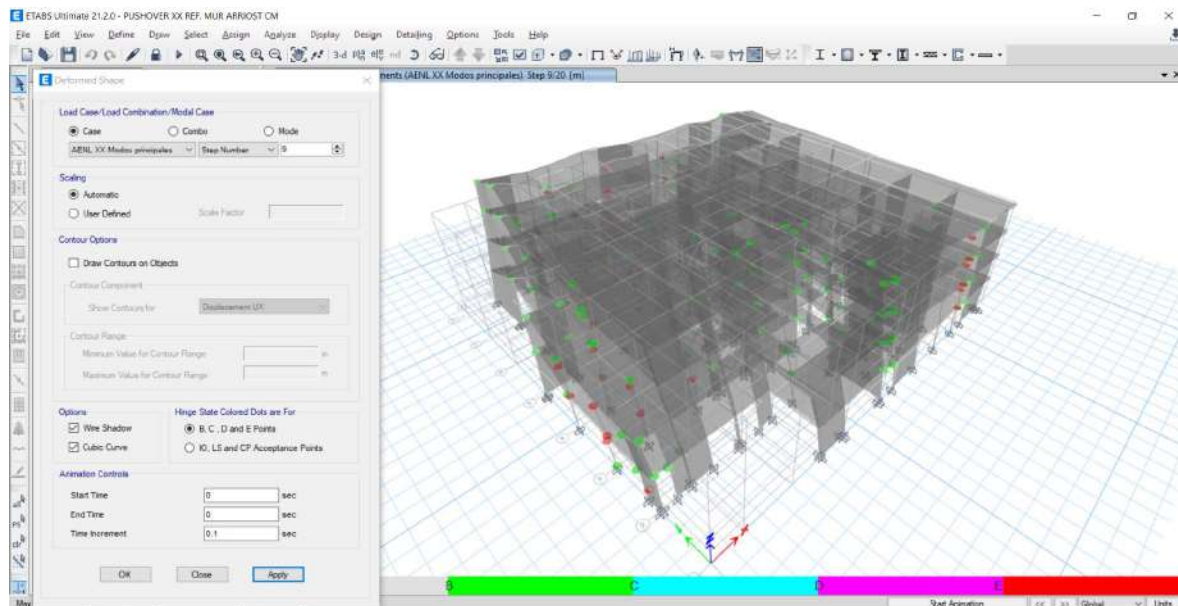 ETABS Ultimate 21.2.0 - PUSHOVER XX REF. MUR ARRIOST CM
File Edit View Define Draw Select Assign Analyze Display Design Detailing Options Tools Help
3-d
nd
Deformed Shape
ments (AENL XX Modos principales) Step 9/20 [m]
Load Case/Load Combination/Modal Case
Case Combo Mode
AENL XX Modos principales Step Number 9
Scaling
Automatic
User Defined Scale Factor
Contour Options
Draw Contours on Objects
Contour Component
Show Contours for Displacement UX
Contour Range
Minimum Value for Contour Range
Maximum Value for Contour Range
Options
Wire Shadow
Cubic Curve
Hinge State Colored Dots are For
B, C, D and E Points
IO, LS and CP Acceptance Points
Animation Controls
Start Time 0 sec
End Time 0 sec
Time Increment 0.1 sec
OK Close Apply
B C D E
Start Animation << >> Global Units